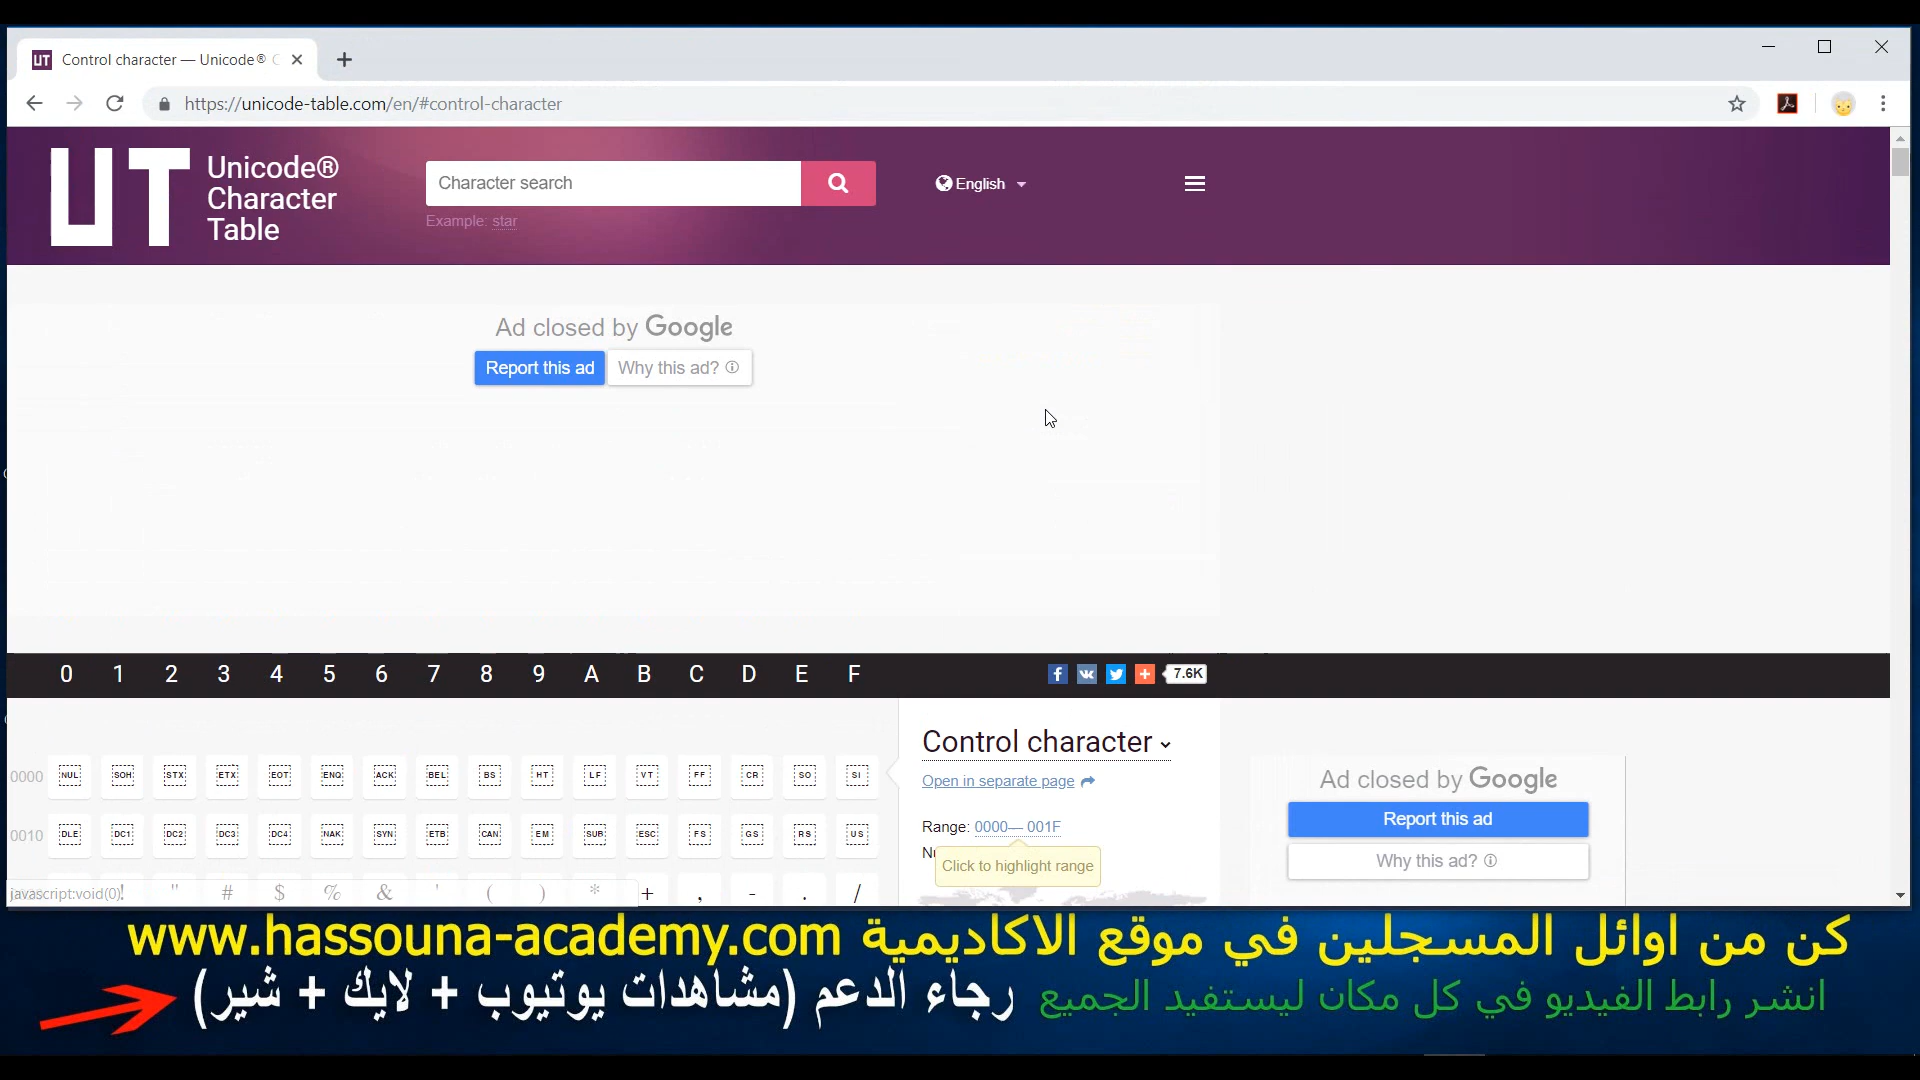 Control character — Unicode®
https://unicode-table.com/en/#control-character
UT
Unicode®
Character
Table
Character search
Example: star
English
Ad closed by Google
Report this ad
Why this ad?
0 1 2 3 4 5 6 7 8 9 A B C D E F
7.6K
Control character
Open in separate page
Range: 0000— 001F
Click to highlight range
0000 NUL SOH STX ETX EOT ENQ ACK BEL BS HT LF VT FF CR SO SI
0010 DLE DC1 DC2 DC3 DC4 NAK SYN ETB CAN EM SUB ESC FS GS RS US
! " # $ % & ' ( ) * + , - . /
javascript:void(0)
Ad closed by Google
Report this ad
Why this ad?
كن من اوائل المسجلين في موقع الاكاديمية www.hassouna-academy.com
انشر رابط الفيديو في كل مكان ليستفيد الجميع
رجاء الدعم (مشاهدات يوتيوب + لايك + شير)